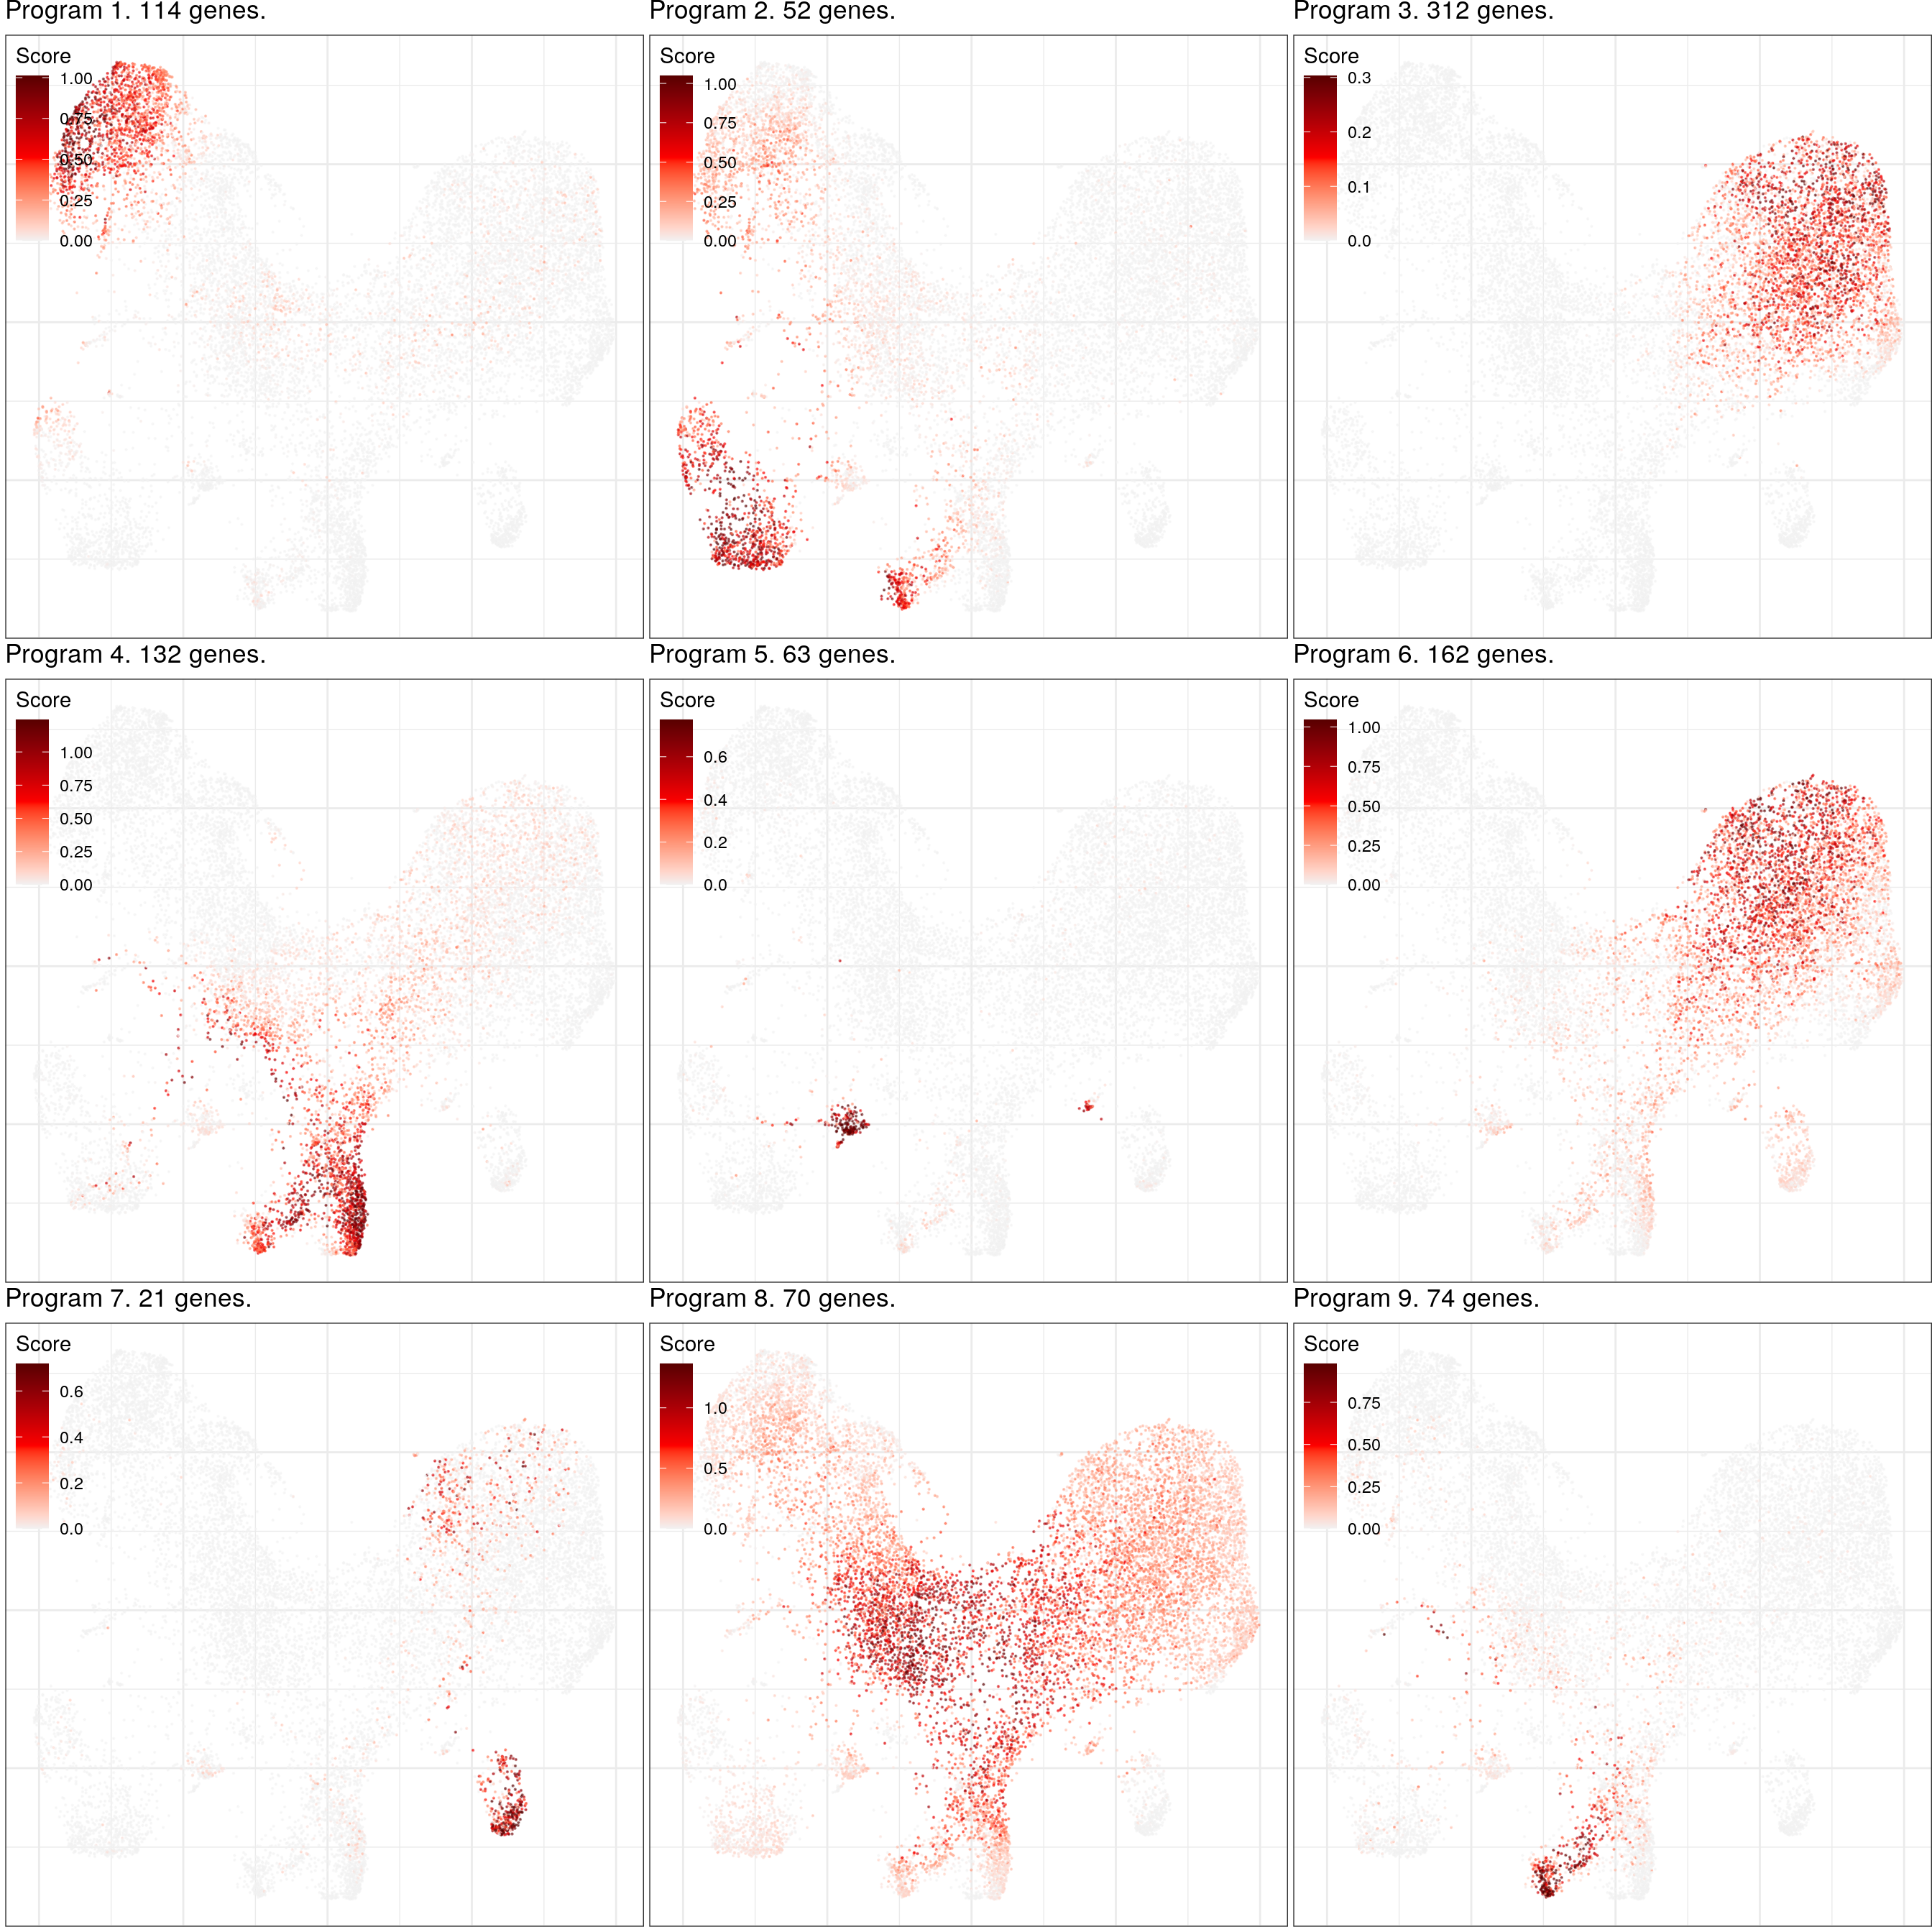 Program 1. 114 genes.
Score
1.00
0.75
0.50
0.25
0.00
Program 2. 52 genes.
Score
1.00
0.75
0.50
0.25
0.00
Program 3. 312 genes.
Score
0.3
0.2
0.1
0.0
Program 4. 132 genes.
Score
1.00
0.75
0.50
0.25
0.00
Program 5. 63 genes.
Score
0.6
0.4
0.2
0.0
Program 6. 162 genes.
Score
1.00
0.75
0.50
0.25
0.00
Program 7. 21 genes.
Score
0.6
0.4
0.2
0.0
Program 8. 70 genes.
Score
1.0
0.5
0.0
Program 9. 74 genes.
Score
0.75
0.50
0.25
0.00